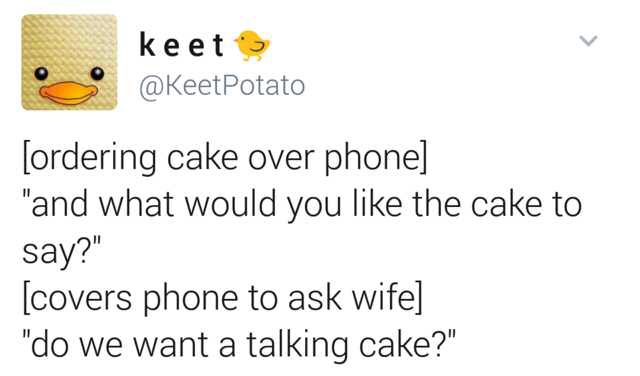 keet 🐤
@KeetPotato
[ordering cake over phone]
"and what would you like the cake to
say?"
[covers phone to ask wife]
"do we want a talking cake?"